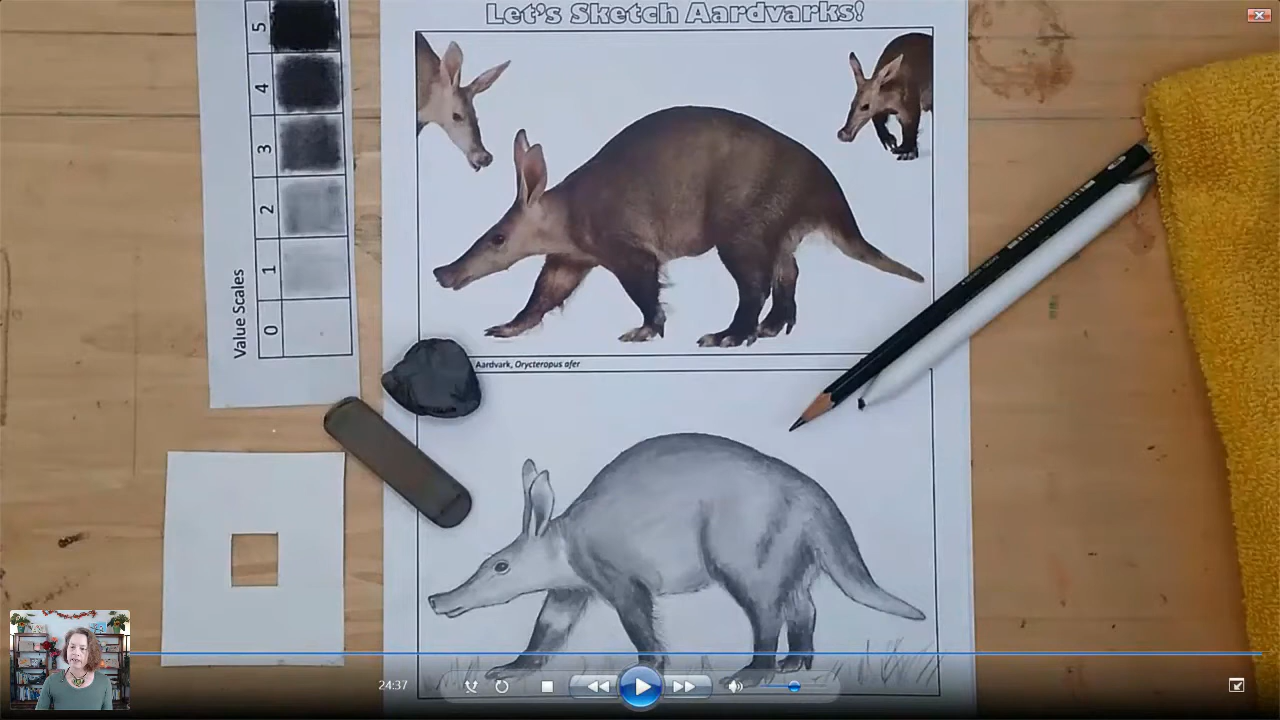 Let's Sketch Aardvarks!
5
4
3
2
1
0
Value Scales
Aardvark, Orycteropus afer
24:37